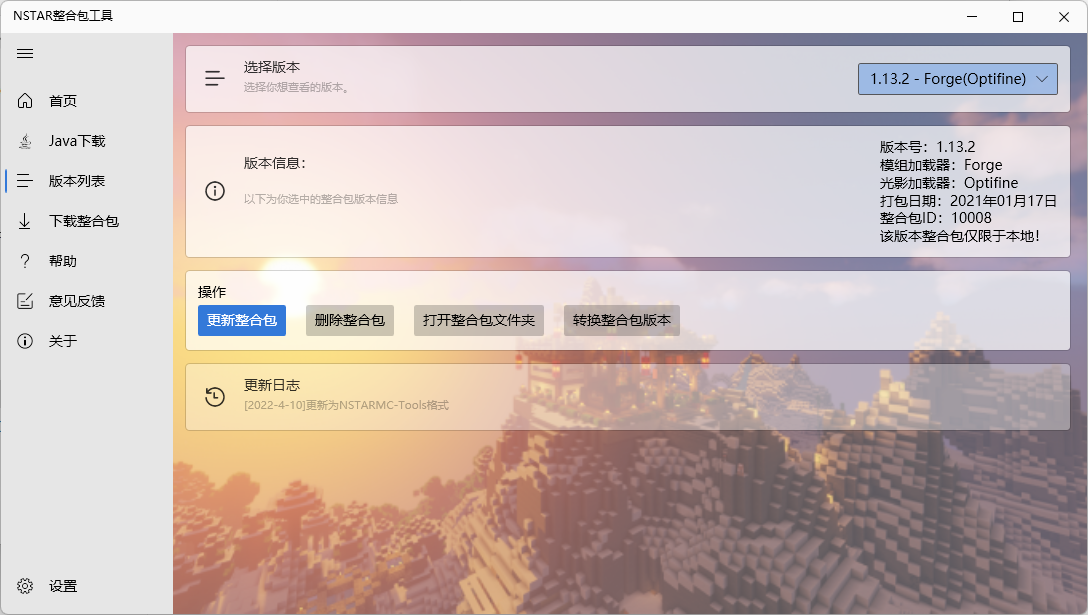 NSTAR整合包工具
首页
Java下载
版本列表
下载整合包
帮助
意见反馈
关于
设置
选择版本
选择你想查看的版本。
1.13.2 - Forge(Optifine)
版本信息：
以下为你选中的整合包版本信息
版本号：1.13.2
模组加载器：Forge
光影加载器：Optifine
打包日期：2021年01月17日
整合包ID：10008
该版本整合包仅限于本地！
操作
更新整合包
删除整合包
打开整合包文件夹
转换整合包版本
更新日志
[2022-4-10]更新为NSTARMC-Tools格式